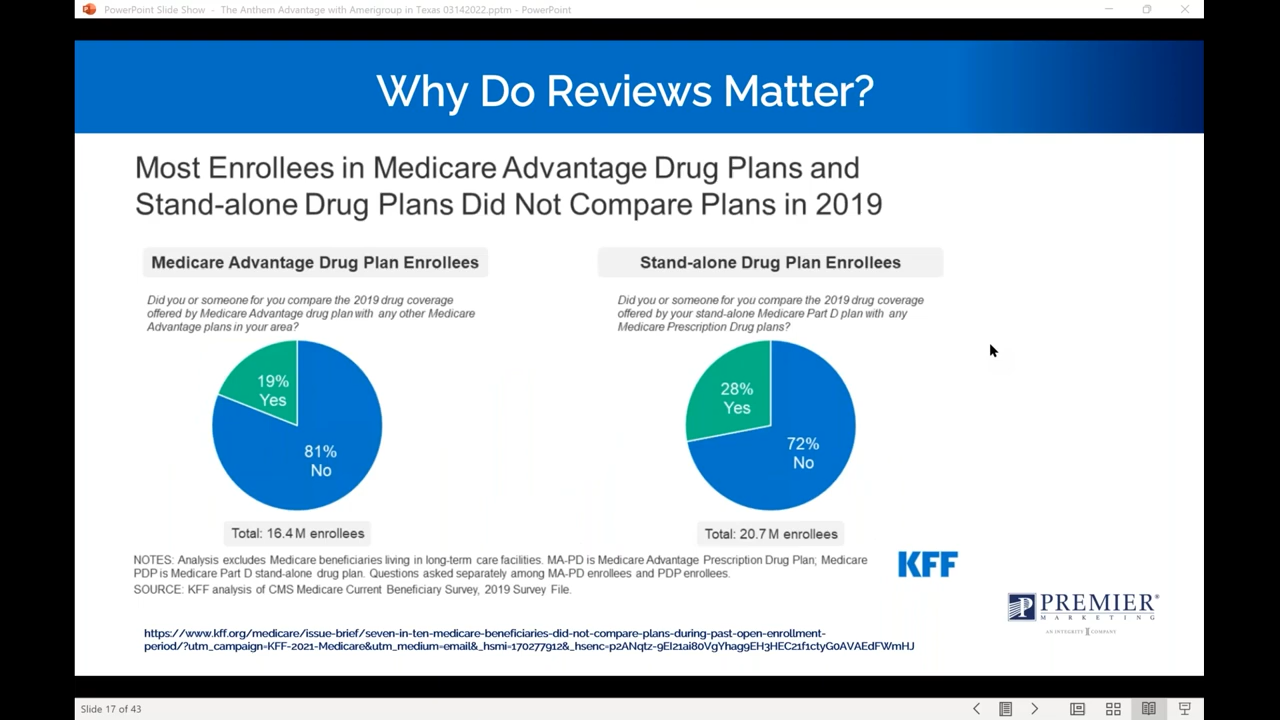 PowerPoint Slide Show - The Anthem Advantage with Amerigroup in Texas 03142022.pptm - PowerPoint
Why Do Reviews Matter?
Most Enrollees in Medicare Advantage Drug Plans and
Stand-alone Drug Plans Did Not Compare Plans in 2019
Medicare Advantage Drug Plan Enrollees
Did you or someone for you compare the 2019 drug coverage
offered by Medicare Advantage drug plan with any other Medicare
Advantage plans in your area?
19%
Yes
81%
No
Total: 16.4 M enrollees
Stand-alone Drug Plan Enrollees
Did you or someone for you compare the 2019 drug coverage
offered by your stand-alone Medicare Part D plan with any
Medicare Prescription Drug plans?
28%
Yes
72%
No
Total: 20.7 M enrollees
NOTES: Analysis excludes Medicare beneficiaries living in long-term care facilities. MA-PD is Medicare Advantage Prescription Drug Plan; Medicare
PDP is Medicare Part D stand-alone drug plan. Questions asked separately among MA-PD enrollees and PDP enrollees.
SOURCE: KFF analysis of CMS Medicare Current Beneficiary Survey, 2019 Survey File.
KFF
PREMIER®
MARKETING
AN INTEGRITY COMPANY
https://www.kff.org/medicare/issue-brief/seven-in-ten-medicare-beneficiaries-did-not-compare-plans-during-past-open-enrollment-
period/?utm_campaign=KFF-2021-Medicare&utm_medium=email&_hsmi=170277912&_hsenc=p2ANqtz-9EI21ai80VgYhag9EH3HEC21f1ctyG0AVAEdFWmHJ
Slide 17 of 43